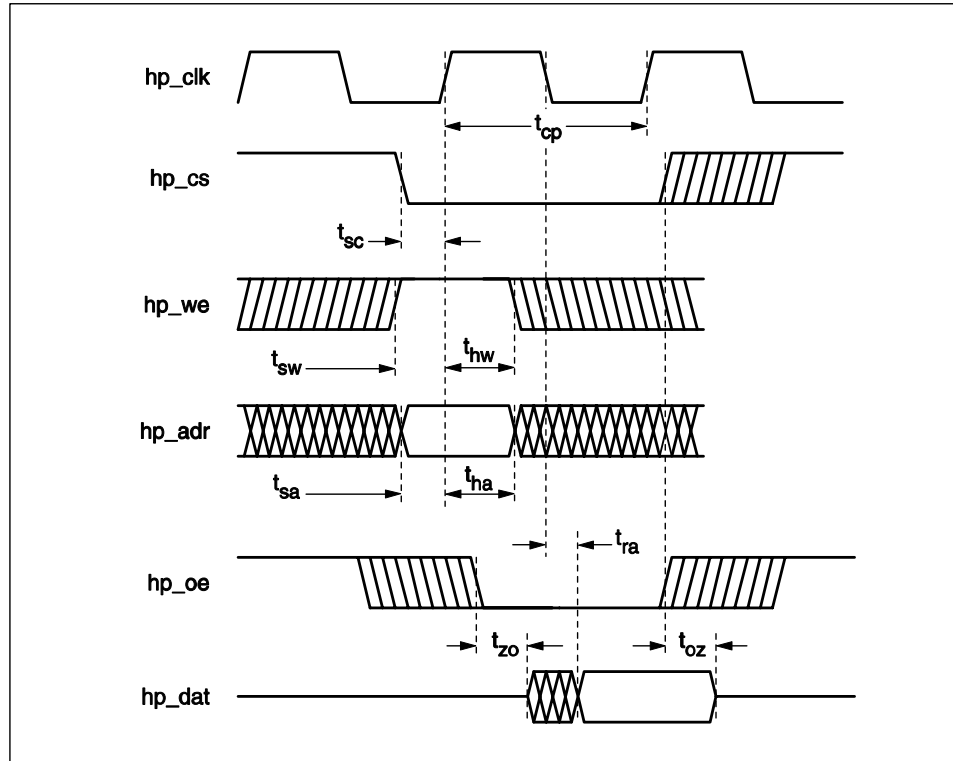 hp_clk
t_cp
hp_cs
t_sc
hp_we
t_sw
t_hw
hp_adr
t_sa
t_ha
t_ra
hp_oe
t_zo
t_oz
hp_dat